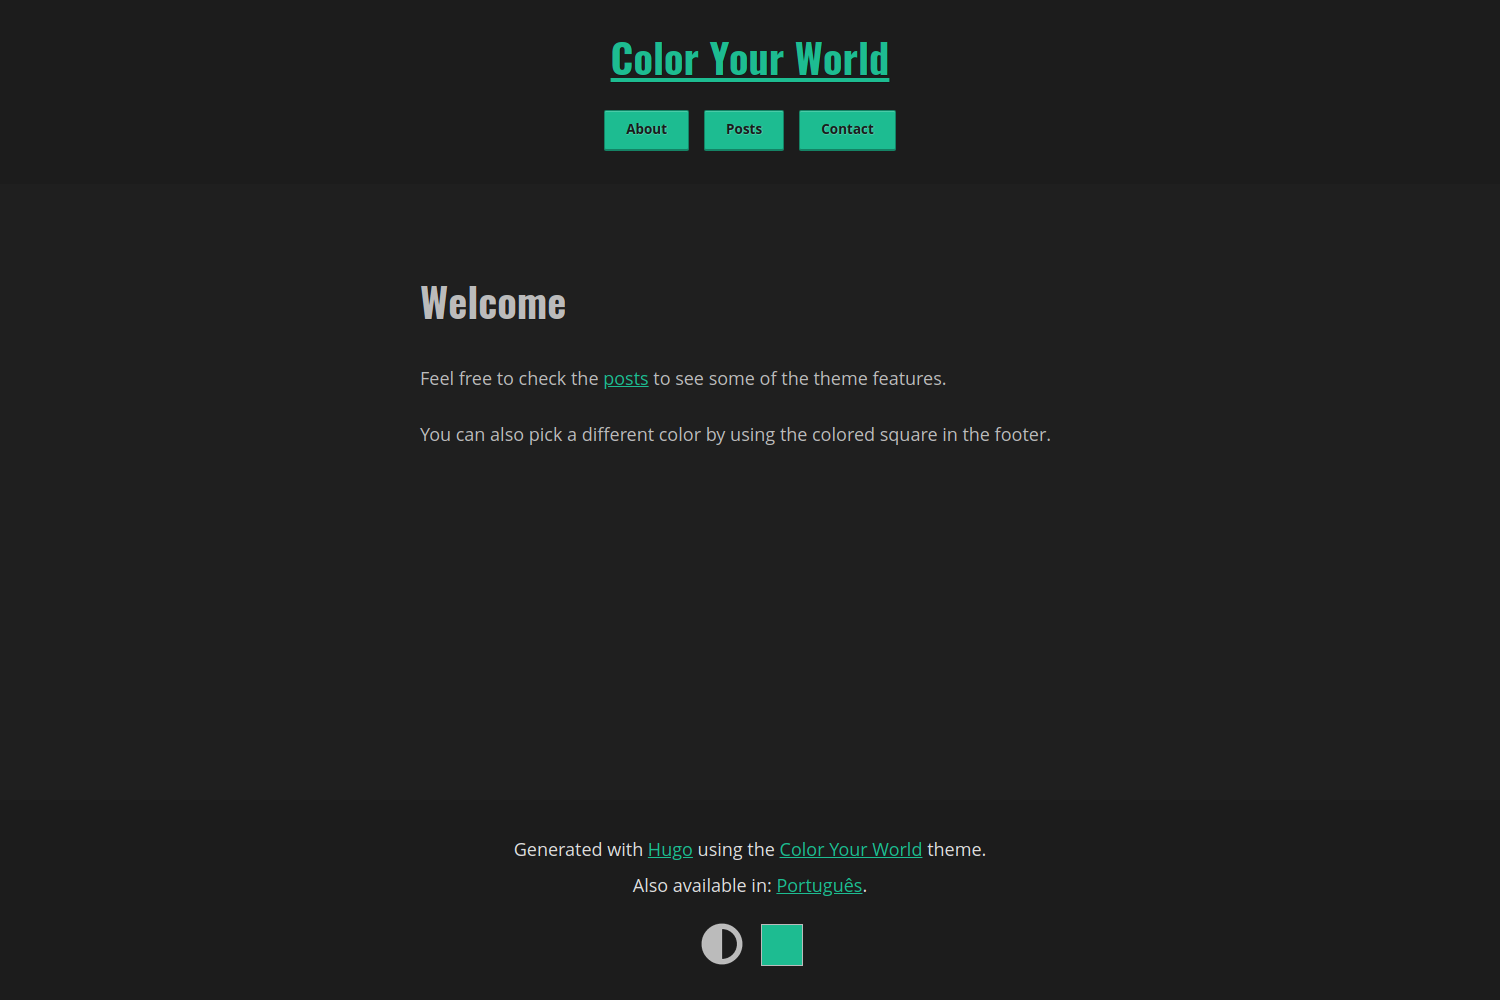 Color Your World
About Posts Contact
Welcome
Feel free to check the posts to see some of the theme features.
You can also pick a different color by using the colored square in the footer.
Generated with Hugo using the Color Your World theme.
Also available in: Português.